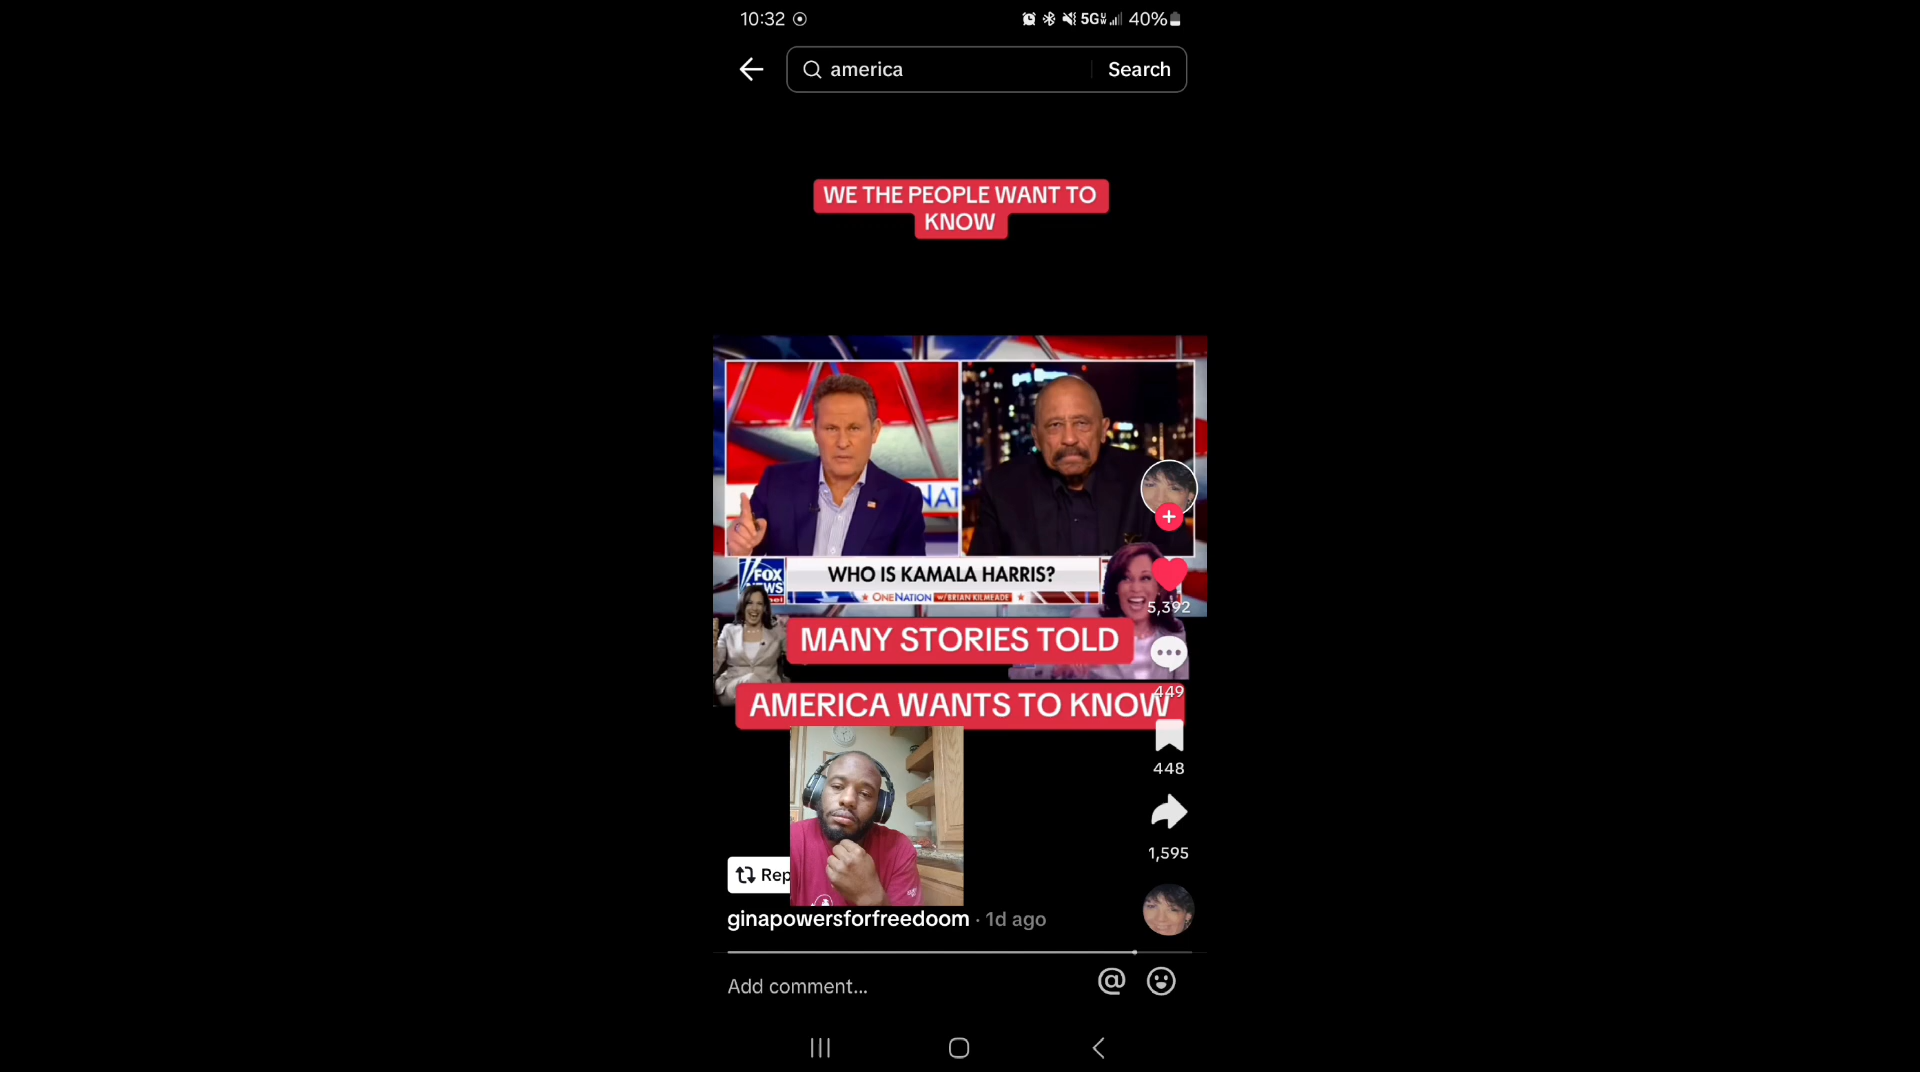 10:32
5G
40%
america
Search
WE THE PEOPLE WANT TO
KNOW
NAT
FOX
NEWS
WHO IS KAMALA HARRIS?
ONE NATION W/BRIAN KILMEADE
5,392
MANY STORIES TOLD
449
AMERICA WANTS TO KNOW
448
1,595
Rep
ginapowersforfreedoom · 1d ago
Add comment...
@